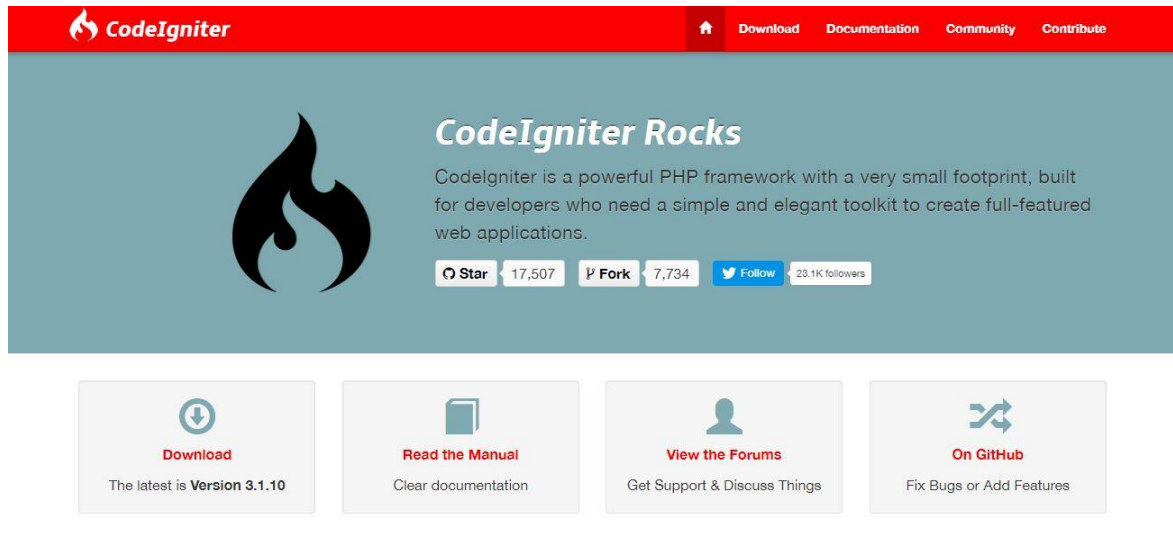 CodeIgniter
Download Documentation Community Contribute
CodeIgniter Rocks
CodeIgniter is a powerful PHP framework with a very small footprint, built
for developers who need a simple and elegant toolkit to create full-featured
web applications.
Star 17,507 Fork 7,734 Follow 23.1K followers
Download
The latest is Version 3.1.10
Read the Manual
Clear documentation
View the Forums
Get Support & Discuss Things
On GitHub
Fix Bugs or Add Features